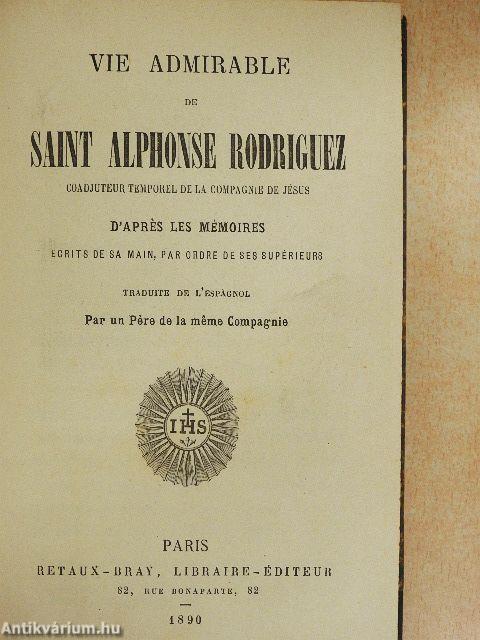 VIE ADMIRABLE
DE
SAINT ALPHONSE RODRIGUEZ
COADJUTEUR TEMPOREL DE LA COMPAGNIE DE JÉSUS
D'APRÈS LES MÉMOIRES
ÉCRITS DE SA MAIN, PAR ORDRE DE SES SUPÉRIEURS
TRADUITE DE L'ESPAGNOL
Par un Père de la même Compagnie
IHS
PARIS
RETAUX-BRAY, LIBRAIRE-ÉDITEUR
82, RUE BONAPARTE, 82
1890
Antikvárium.hu